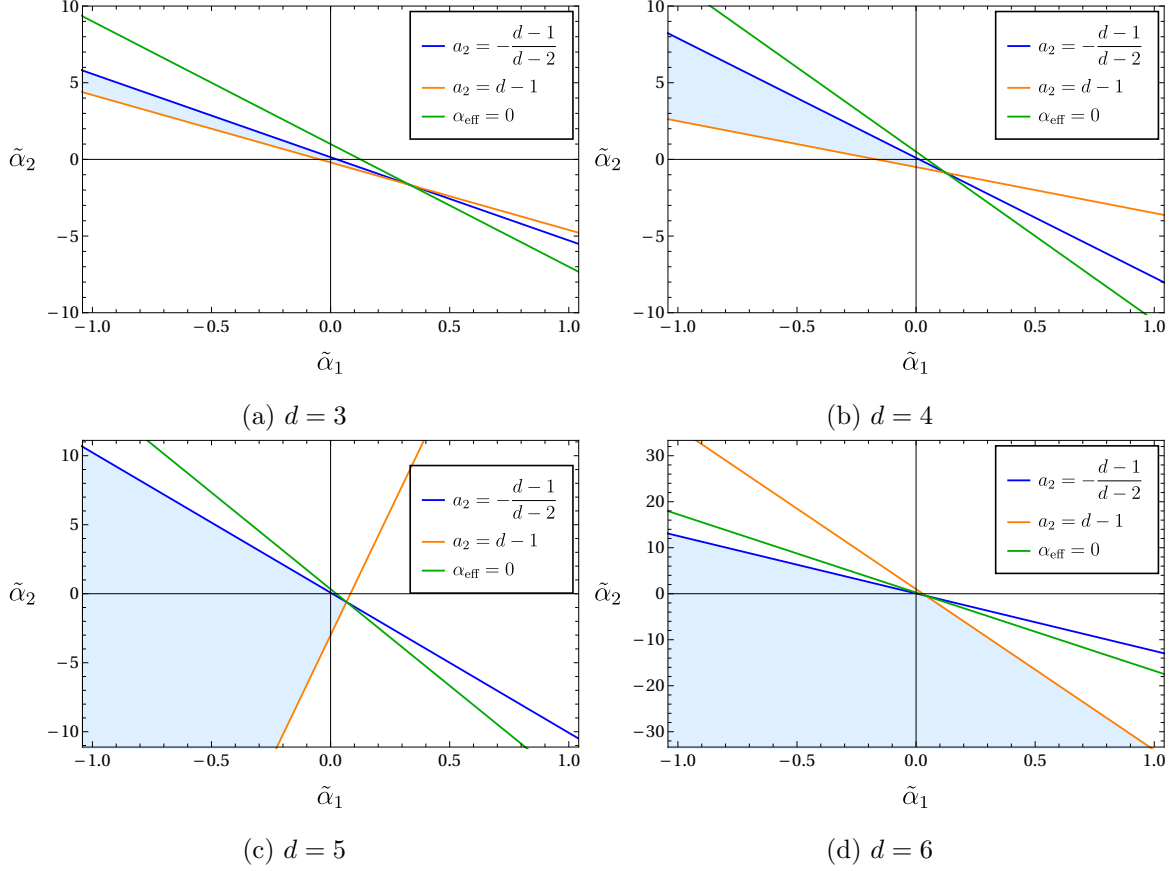 10
5
0
−5
−10
−1.0 −0.5 0.0 0.5 1.0
α̃₂
α̃₁
a₂ = −(d − 1)/(d − 2)
a₂ = d − 1
α_eff = 0
(a) d = 3
10
5
0
−5
−10
−1.0 −0.5 0.0 0.5 1.0
α̃₂
α̃₁
a₂ = −(d − 1)/(d − 2)
a₂ = d − 1
α_eff = 0
(b) d = 4
10
5
0
−5
−10
−1.0 −0.5 0.0 0.5 1.0
α̃₂
α̃₁
a₂ = −(d − 1)/(d − 2)
a₂ = d − 1
α_eff = 0
(c) d = 5
30
20
10
0
−10
−20
−30
−1.0 −0.5 0.0 0.5 1.0
α̃₂
α̃₁
a₂ = −(d − 1)/(d − 2)
a₂ = d − 1
α_eff = 0
(d) d = 6